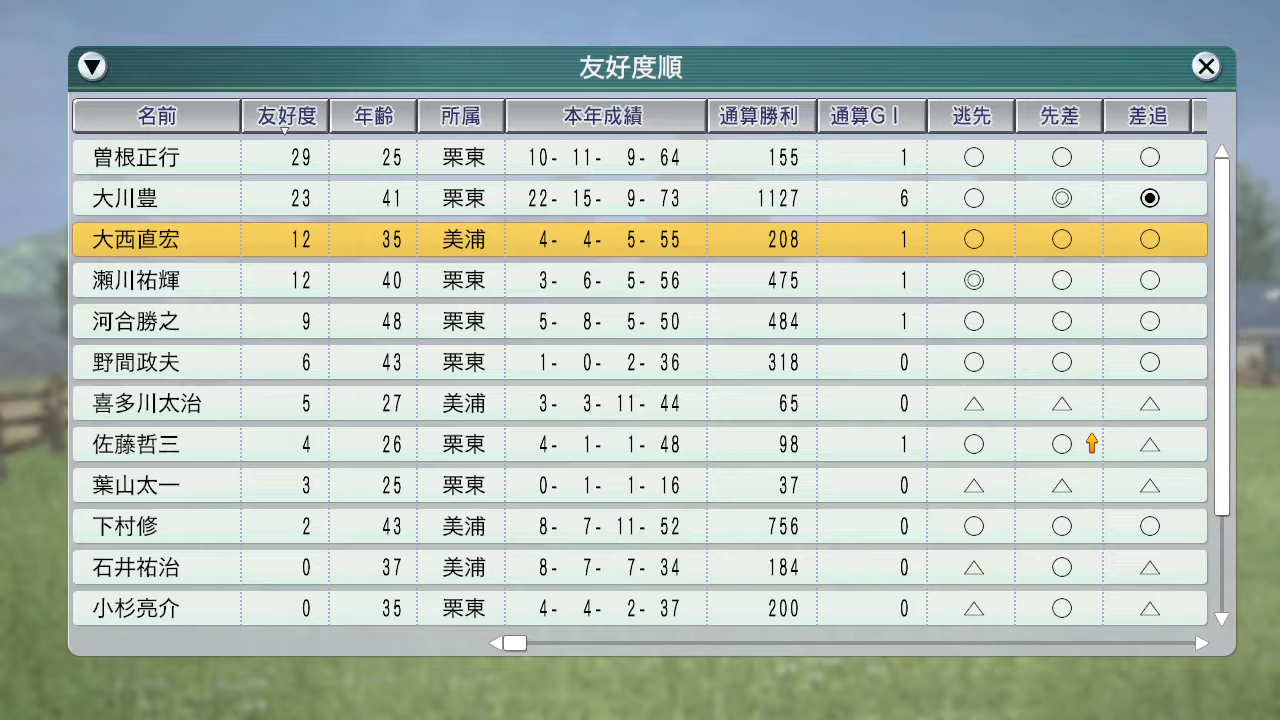 友好度順
名前 友好度 年齢 所属 本年成績 通算勝利 通算GⅠ 逃先 先差 差追
曽根正行 29 25 栗東 10- 11- 9- 64 155 1 ○ ○ ○
大川豊 23 41 栗東 22- 15- 9- 73 1127 6 ○ ◎ ◉
大西直宏 12 35 美浦 4- 4- 5- 55 208 1 ○ ○ ○
瀬川祐輝 12 40 栗東 3- 6- 5- 56 475 1 ◎ ○ ○
河合勝之 9 48 栗東 5- 8- 5- 50 484 1 ○ ○ ○
野間政夫 6 43 栗東 1- 0- 2- 36 318 0 ○ ○ ○
喜多川太治 5 27 美浦 3- 3- 11- 44 65 0 △ △ △
佐藤哲三 4 26 栗東 4- 1- 1- 48 98 1 ○ ○ △
葉山太一 3 25 栗東 0- 1- 1- 16 37 0 △ △ △
下村修 2 43 美浦 8- 7- 11- 52 756 0 ○ ○ ○
石井祐治 0 37 美浦 8- 7- 7- 34 184 0 △ ○ △
小杉亮介 0 35 栗東 4- 4- 2- 37 200 0 △ ○ △